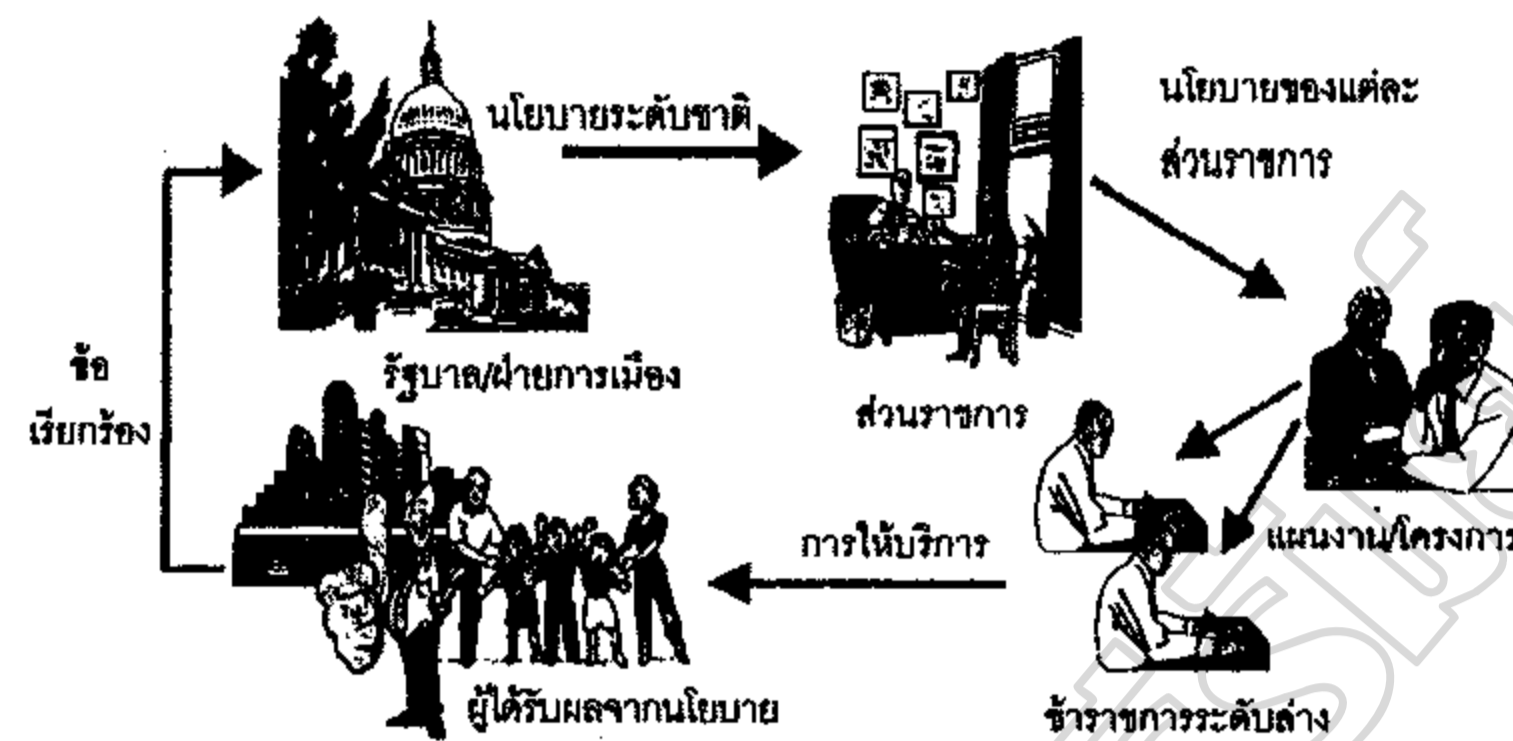 นโยบายระดับชาติ
นโยบายของแต่ละ
ส่วนราชการ
ข้อ
เรียกร้อง
รัฐบาล/ฝ่ายการเมือง
ส่วนราชการ
แผนงาน/โครงการ
การให้บริการ
ผู้ได้รับผลจากนโยบาย
ข้าราชการระดับล่าง